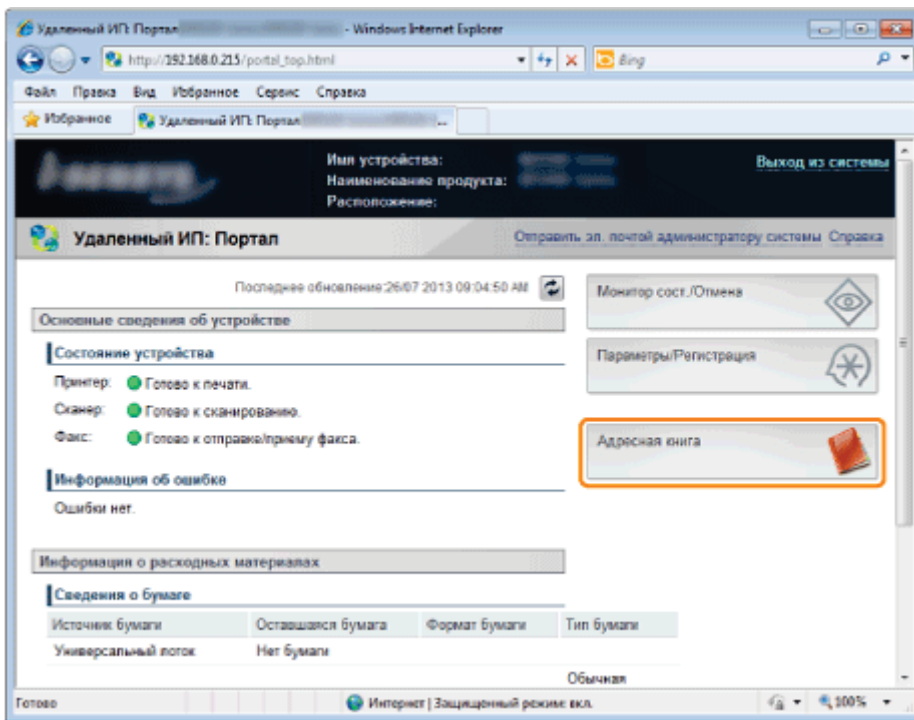 Удаленный ИП: Портал - Windows Internet Explorer
http://192.168.0.215/portal_top.html
Bing
Файл Правка Вид Избранное Сервис Справка
Избранное
Удаленный ИП: Портал ...
Имя устройства:
Выход из системы
Наименование продукта:
Расположение:
Удаленный ИП: Портал
Отправить эл. почтой администратору системы Справка
Последнее обновление:26/07 2013 09:04:50 AM
Монитор сост./Отмена
Основные сведения об устройстве
Состояние устройства
Параметры/Регистрация
Принтер: Готово к печати.
Сканер: Готово к сканированию.
Факс: Готово к отправке/приему факса.
Адресная книга
Информация об ошибке
Ошибки нет.
Информация о расходных материалах
Сведения о бумаге
Источник бумаги Оставшаяся бумага Формат бумаги Тип бумаги
Универсальный лоток Нет бумаги
Обычная
Готово Интернет | Защищенный режим: вкл. 100%